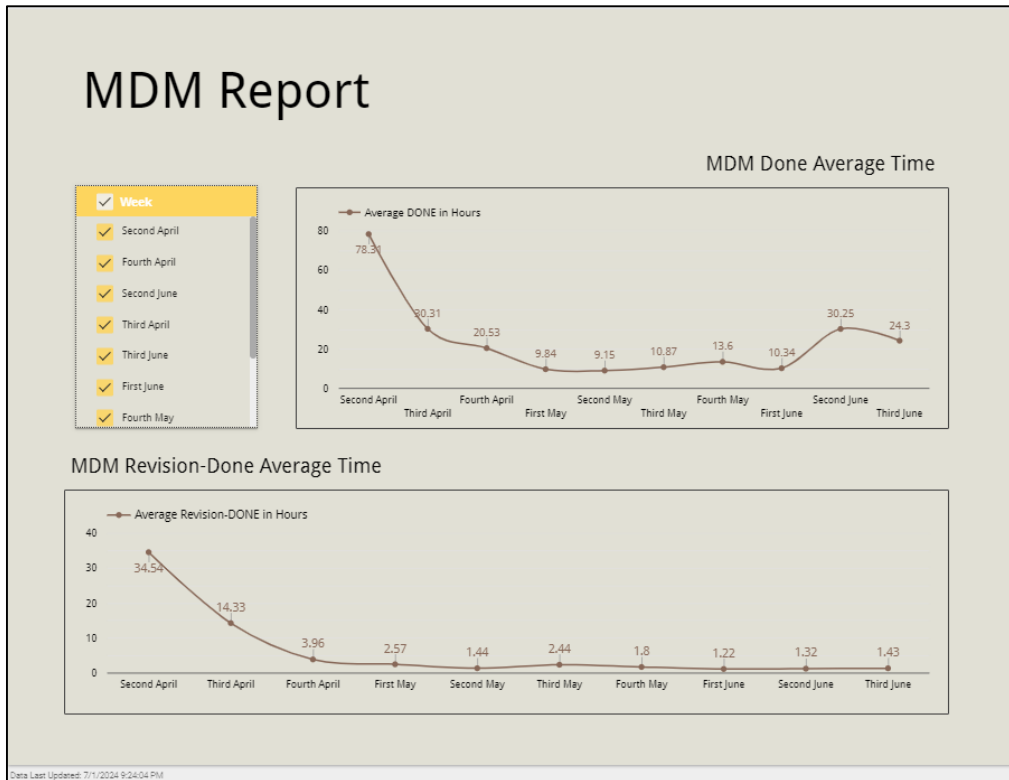 MDM Report
MDM Done Average Time
Week
Second April
Fourth April
Second June
Third April
Third June
First June
Fourth May
Average DONE in Hours
80
60
40
20
0
78.31
30.31
20.53
9.84
9.15
10.87
13.6
10.34
30.25
24.3
Second April
Third April
Fourth April
First May
Second May
Third May
Fourth May
First June
Second June
Third June
MDM Revision-Done Average Time
Average Revision-DONE in Hours
40
30
20
10
0
34.54
14.33
3.96
2.57
1.44
2.44
1.8
1.22
1.32
1.43
Second April
Third April
Fourth April
First May
Second May
Third May
Fourth May
First June
Second June
Third June
Data Last Updated: 7/1/2024 9:24:04 PM